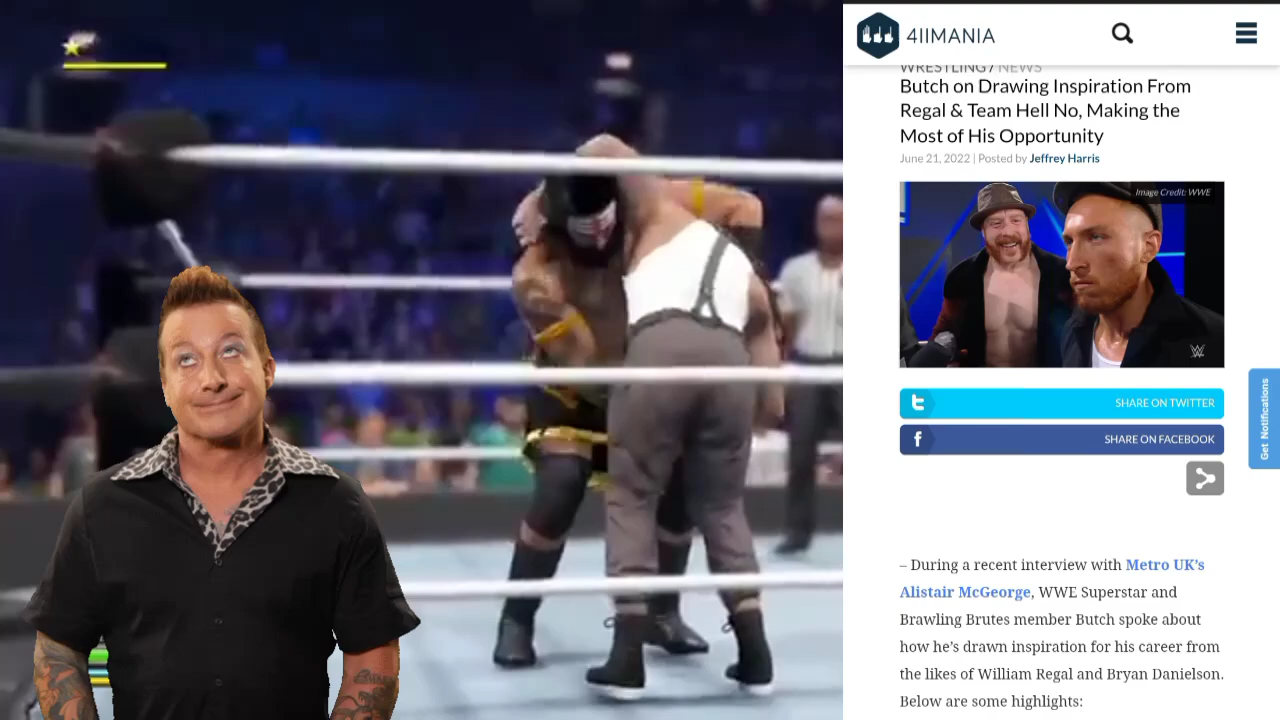 411MANIA
WRESTLING / NEWS
Butch on Drawing Inspiration From
Regal & Team Hell No, Making the
Most of His Opportunity
June 21, 2022 | Posted by Jeffrey Harris
Image Credit: WWE
SHARE ON TWITTER
SHARE ON FACEBOOK
Get Notifications
– During a recent interview with Metro UK's
Alistair McGeorge, WWE Superstar and
Brawling Brutes member Butch spoke about
how he's drawn inspiration for his career from
the likes of William Regal and Bryan Danielson.
Below are some highlights: